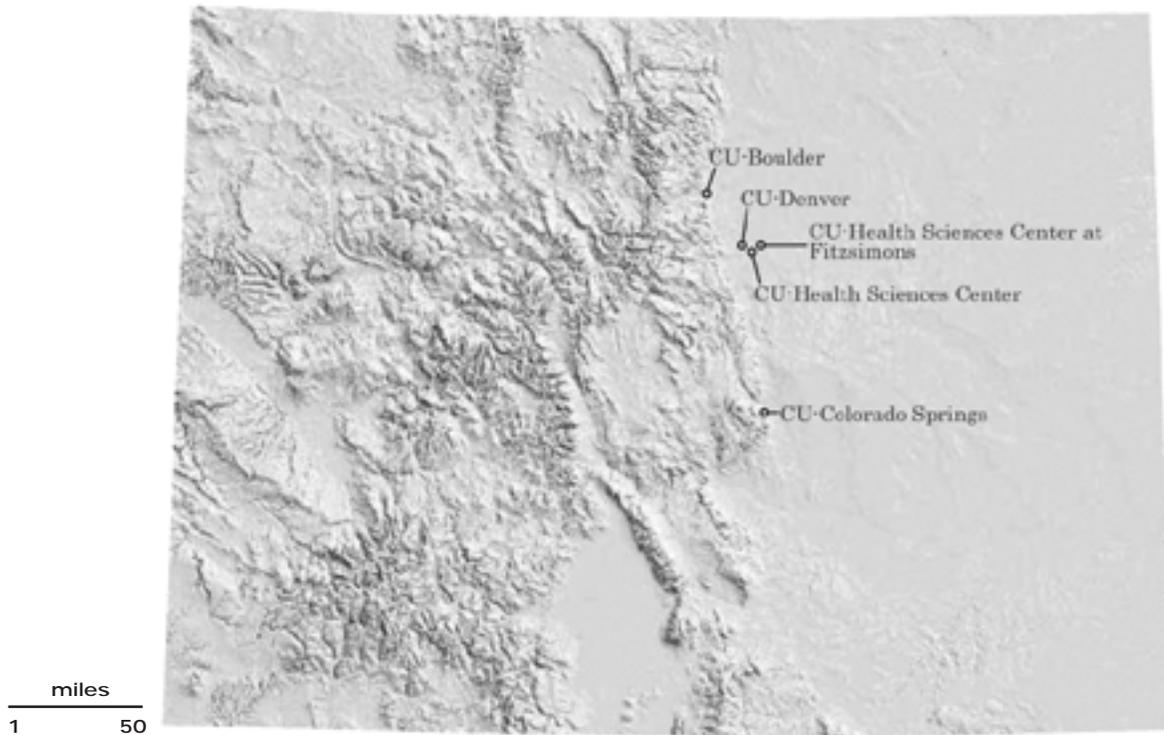 CU-Boulder
CU-Denver
CU-Health Sciences Center at
Fitzsimons
CU-Health Sciences Center
CU-Colorado Springs
miles
1 50